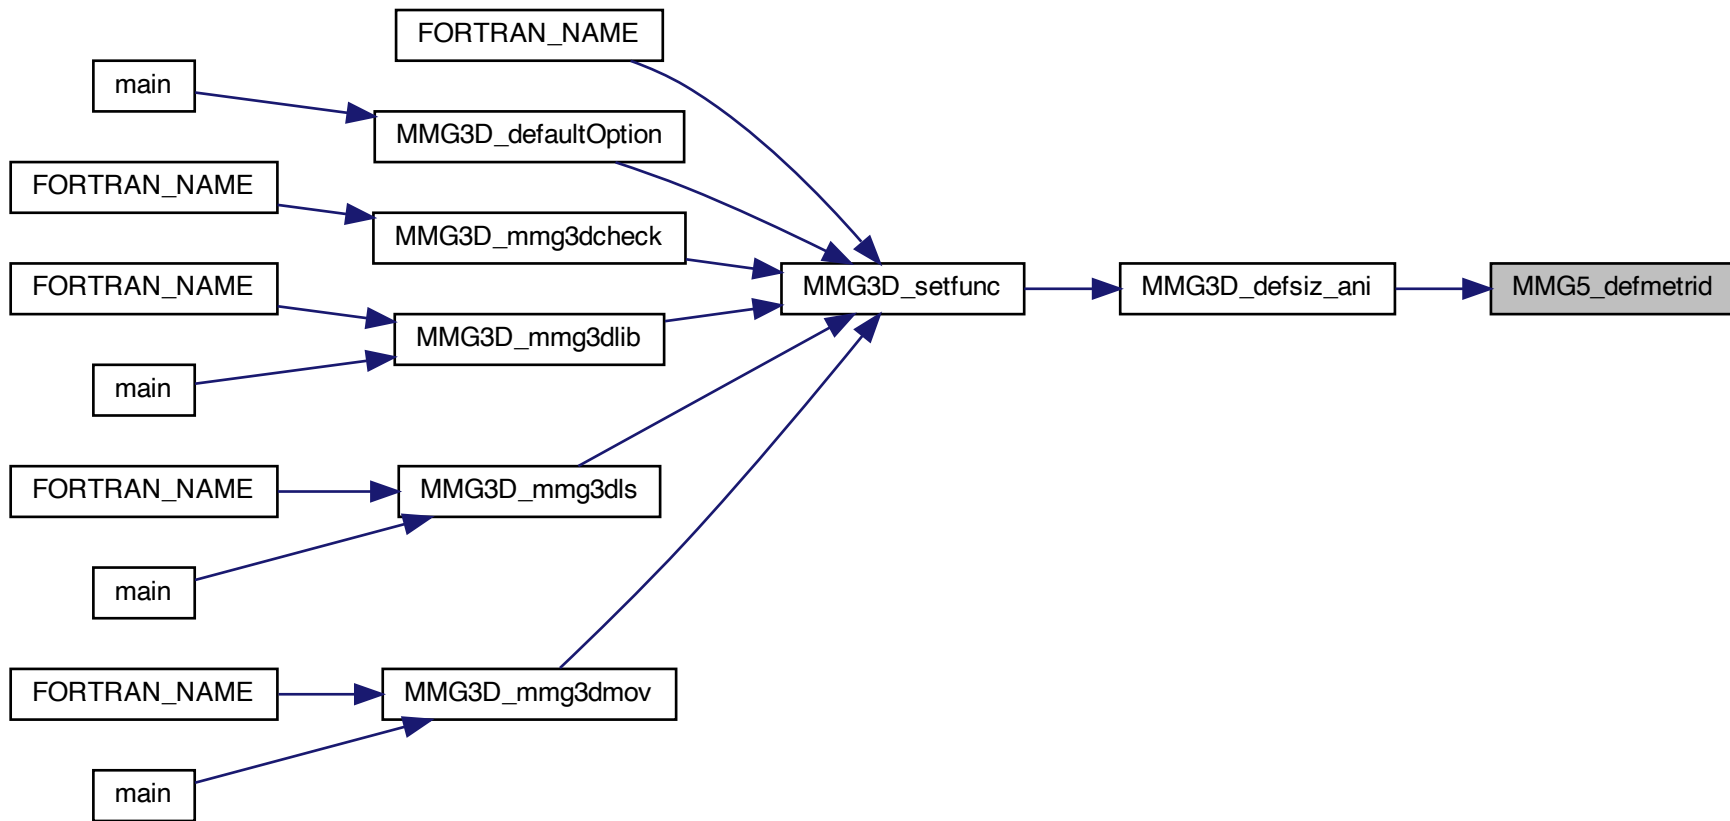 FORTRAN_NAME
main
MMG3D_defaultOption
FORTRAN_NAME
MMG3D_mmg3dcheck
FORTRAN_NAME
MMG3D_setfunc
MMG3D_defsiz_ani
MMG5_defmetrid
MMG3D_mmg3dlib
main
FORTRAN_NAME
MMG3D_mmg3dls
main
FORTRAN_NAME
MMG3D_mmg3dmov
main